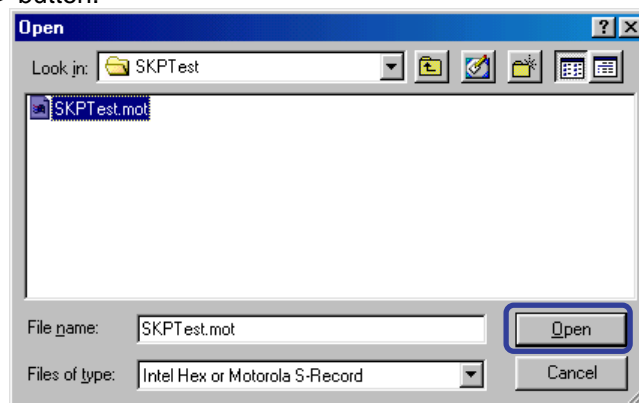 button.
Open
Look in: SKPTest
SKPTest.mot
File name: SKPTest.mot
Open
Files of type: Intel Hex or Motorola S-Record
Cancel